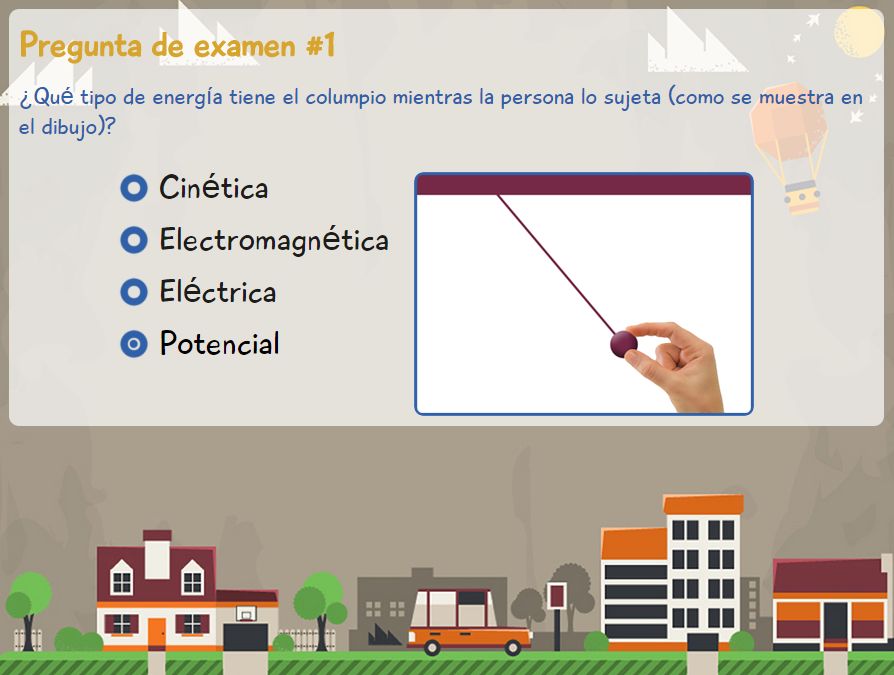 Pregunta de examen #1
¿Qué tipo de energía tiene el columpio mientras la persona lo sujeta (como se muestra en
el dibujo)?
Cinética
Electromagnética
Eléctrica
Potencial